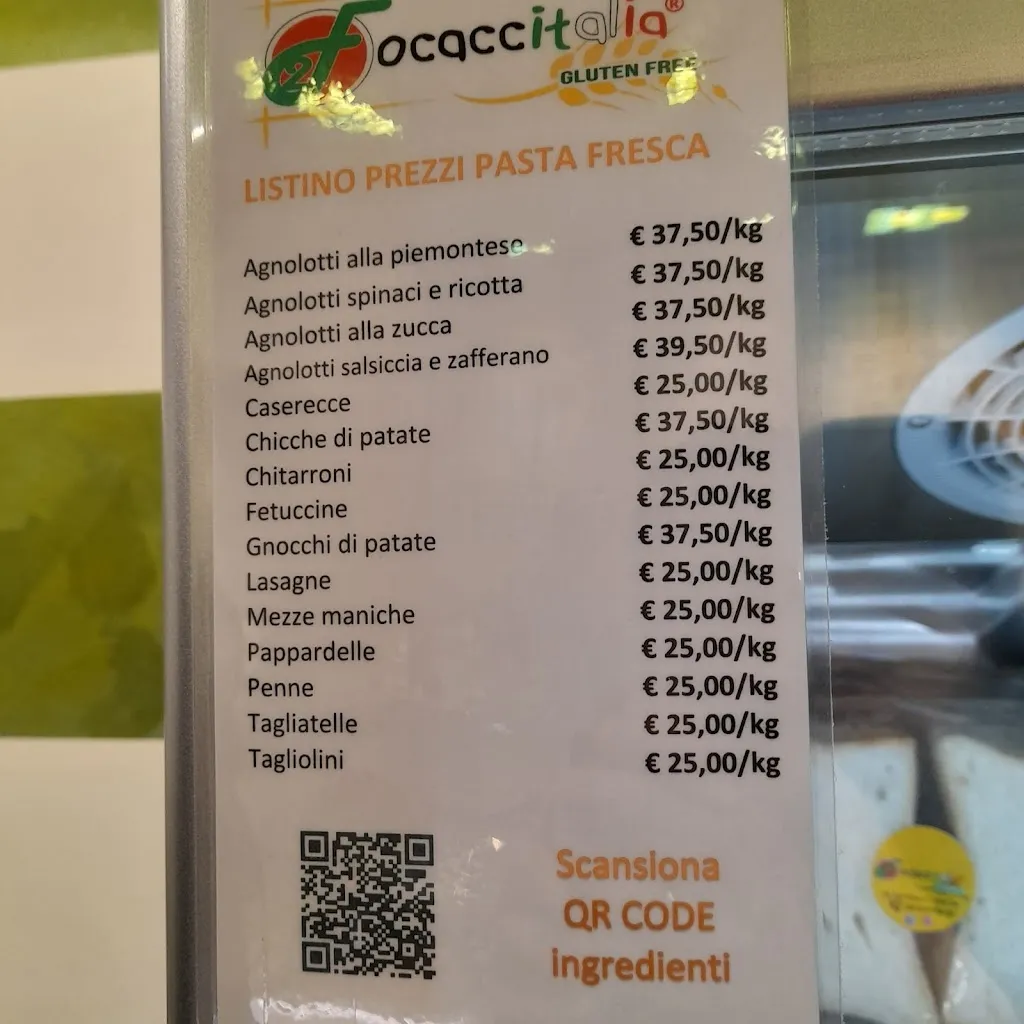 Focaccitalia®
GLUTEN FREE
LISTINO PREZZI PASTA FRESCA
Agnolotti alla piemontese € 37,50/kg
Agnolotti spinaci e ricotta € 37,50/kg
Agnolotti alla zucca € 37,50/kg
Agnolotti salsiccia e zafferano € 39,50/kg
Caserecce € 25,00/kg
Chicche di patate € 37,50/kg
Chitarroni € 25,00/kg
Fetuccine € 25,00/kg
Gnocchi di patate € 37,50/kg
Lasagne € 25,00/kg
Mezze maniche € 25,00/kg
Pappardelle € 25,00/kg
Penne € 25,00/kg
Tagliatelle € 25,00/kg
Tagliolini € 25,00/kg
Scansiona
QR CODE
ingredienti